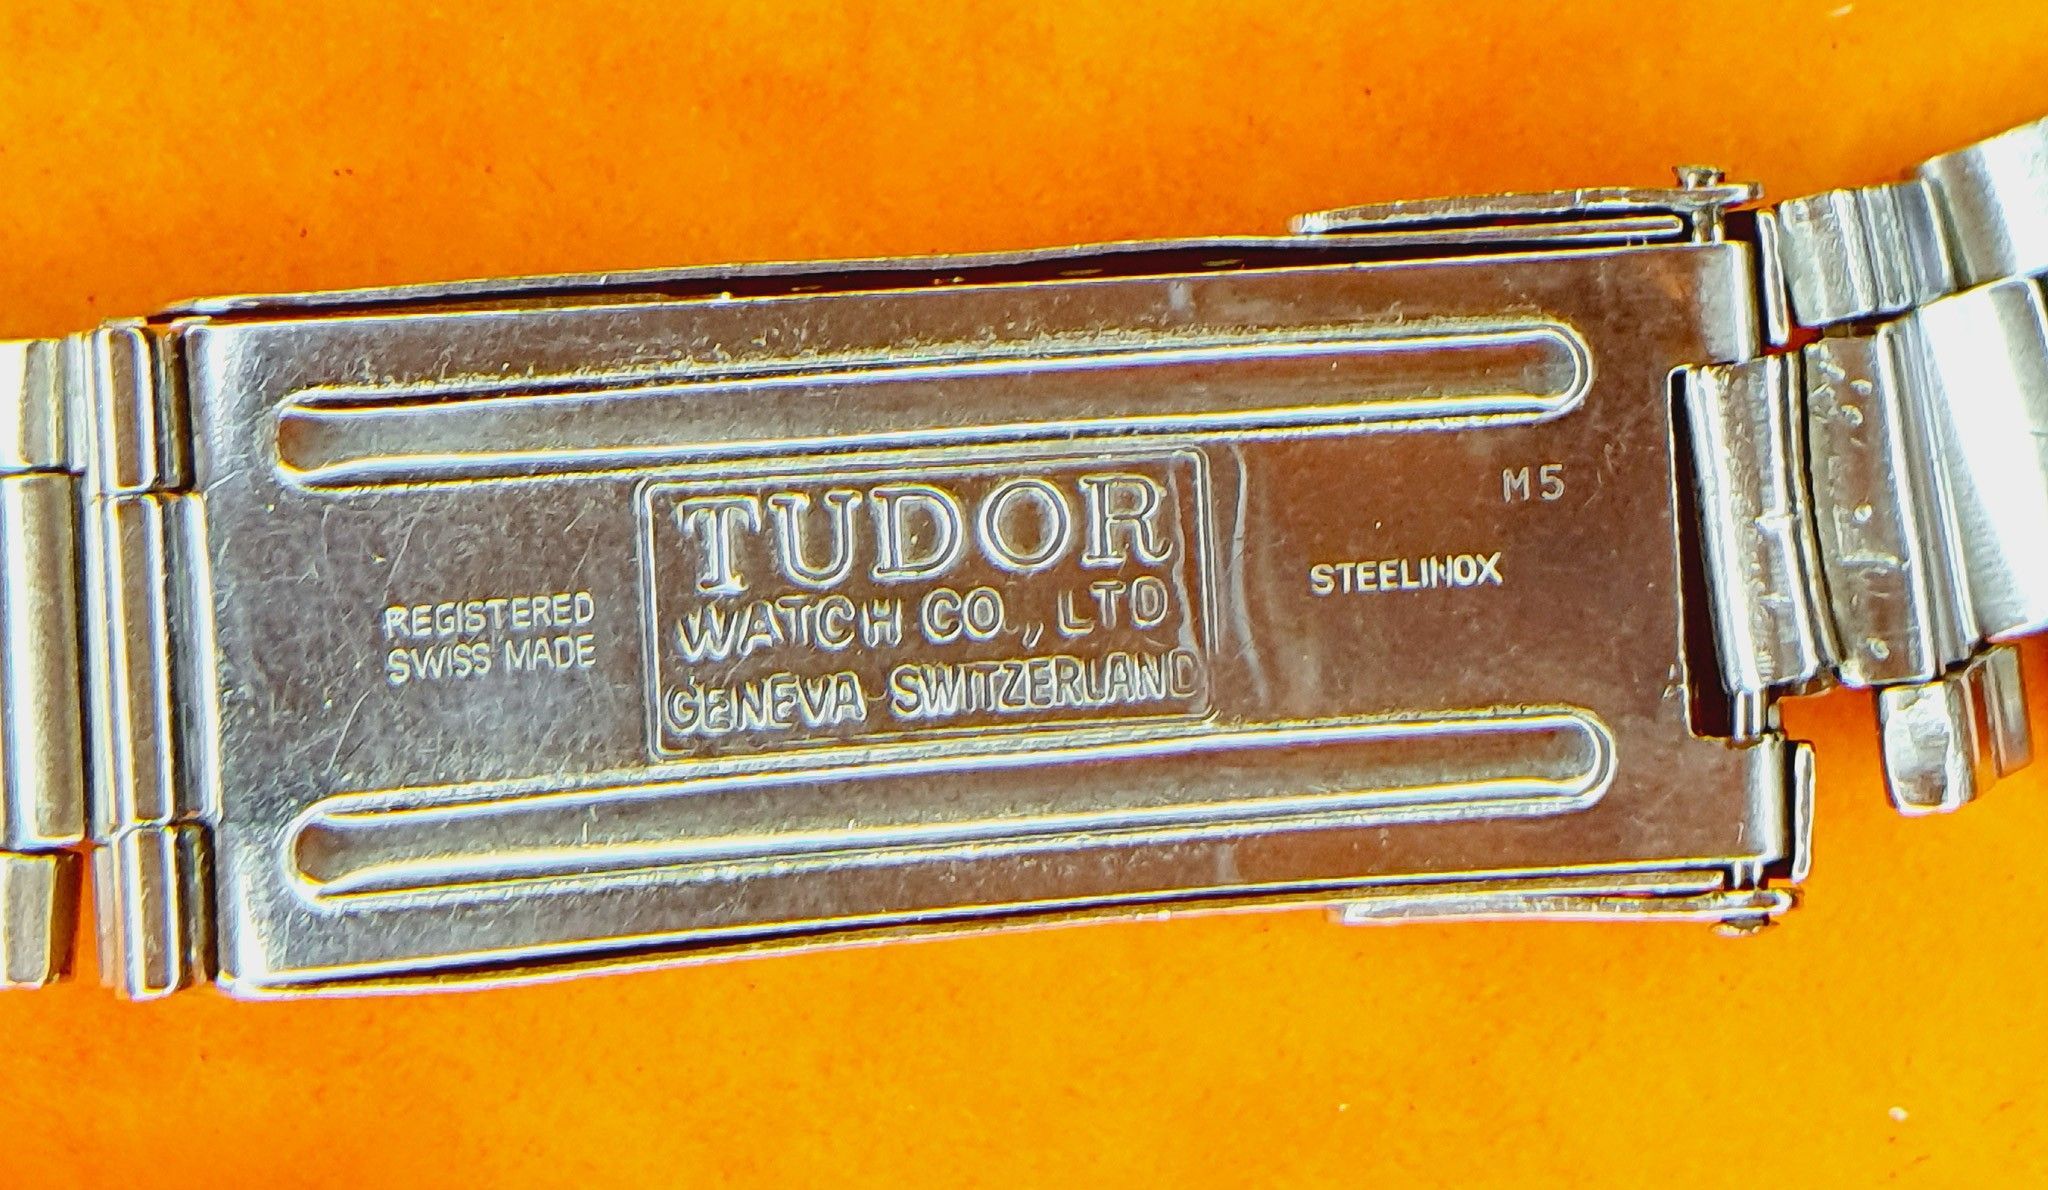 REGISTERED
SWISS MADE
TUDOR
WATCH CO., LTD
GENEVA SWITZERLAND
M5
STEELINOX